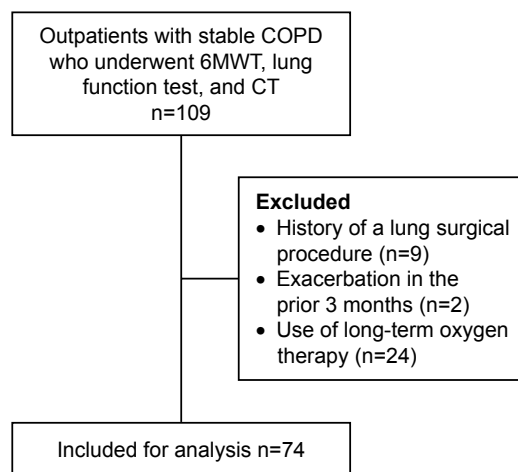 Outpatients with stable COPD
who underwent 6MWT, lung
function test, and CT
n=109
Excluded
• History of a lung surgical
procedure (n=9)
• Exacerbation in the
prior 3 months (n=2)
• Use of long-term oxygen
therapy (n=24)
Included for analysis n=74